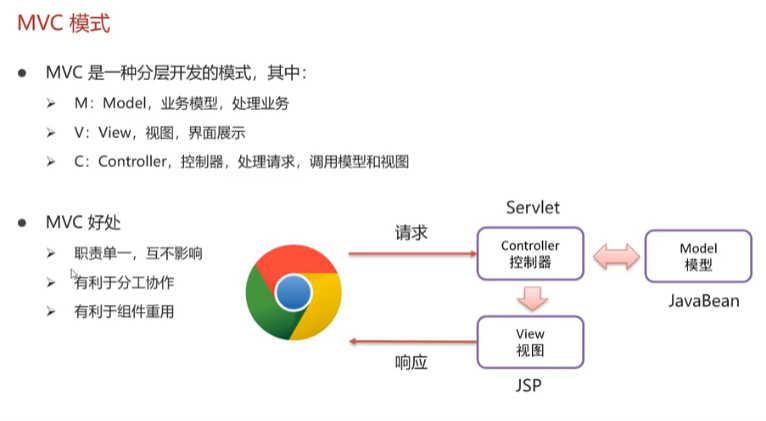 MVC 模式
● MVC 是一种分层开发的模式，其中：
➢ M：Model，业务模型，处理业务
➢ V：View，视图，界面展示
➢ C：Controller，控制器，处理请求，调用模型和视图
● MVC 好处
➢ 职责单一，互不影响
➢ 有利于分工协作
➢ 有利于组件重用
请求
响应
Servlet
Controller
控制器
Model
模型
JavaBean
View
视图
JSP